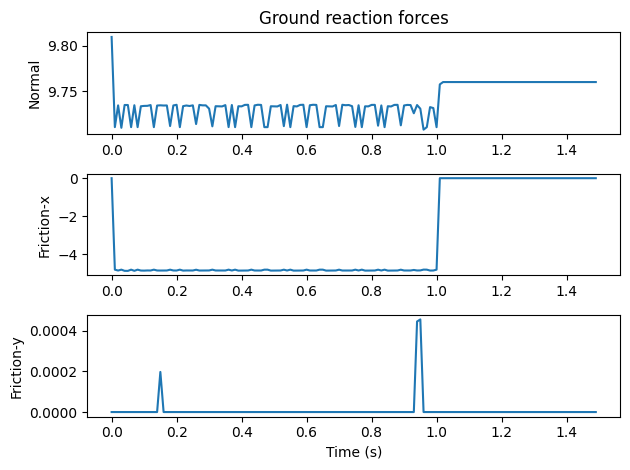 Ground reaction forces
Normal
9.80
9.75
0.0 0.2 0.4 0.6 0.8 1.0 1.2 1.4
Friction-x
0
−2
−4
0.0 0.2 0.4 0.6 0.8 1.0 1.2 1.4
Friction-y
0.0004
0.0002
0.0000
0.0 0.2 0.4 0.6 0.8 1.0 1.2 1.4
Time (s)